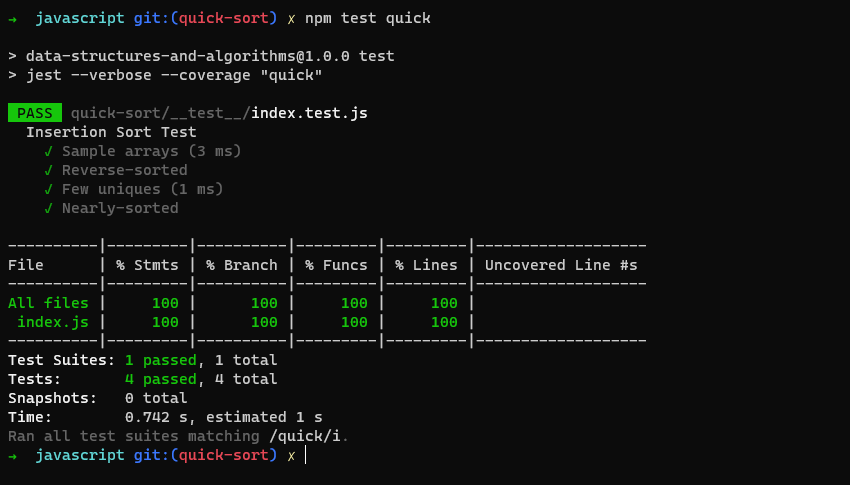 →  javascript git:(quick-sort) ✗ npm test quick
> data-structures-and-algorithms@1.0.0 test
> jest --verbose --coverage "quick"
PASS quick-sort/__test__/index.test.js
  Insertion Sort Test
    ✓ Sample arrays (3 ms)
    ✓ Reverse-sorted
    ✓ Few uniques (1 ms)
    ✓ Nearly-sorted
----------|---------|----------|---------|---------|-------------------
File      | % Stmts | % Branch | % Funcs | % Lines | Uncovered Line #s
----------|---------|----------|---------|---------|-------------------
All files |     100 |      100 |     100 |     100 |
 index.js |     100 |      100 |     100 |     100 |
----------|---------|----------|---------|---------|-------------------
Test Suites: 1 passed, 1 total
Tests:       4 passed, 4 total
Snapshots:   0 total
Time:        0.742 s, estimated 1 s
Ran all test suites matching /quick/i.
→  javascript git:(quick-sort) ✗